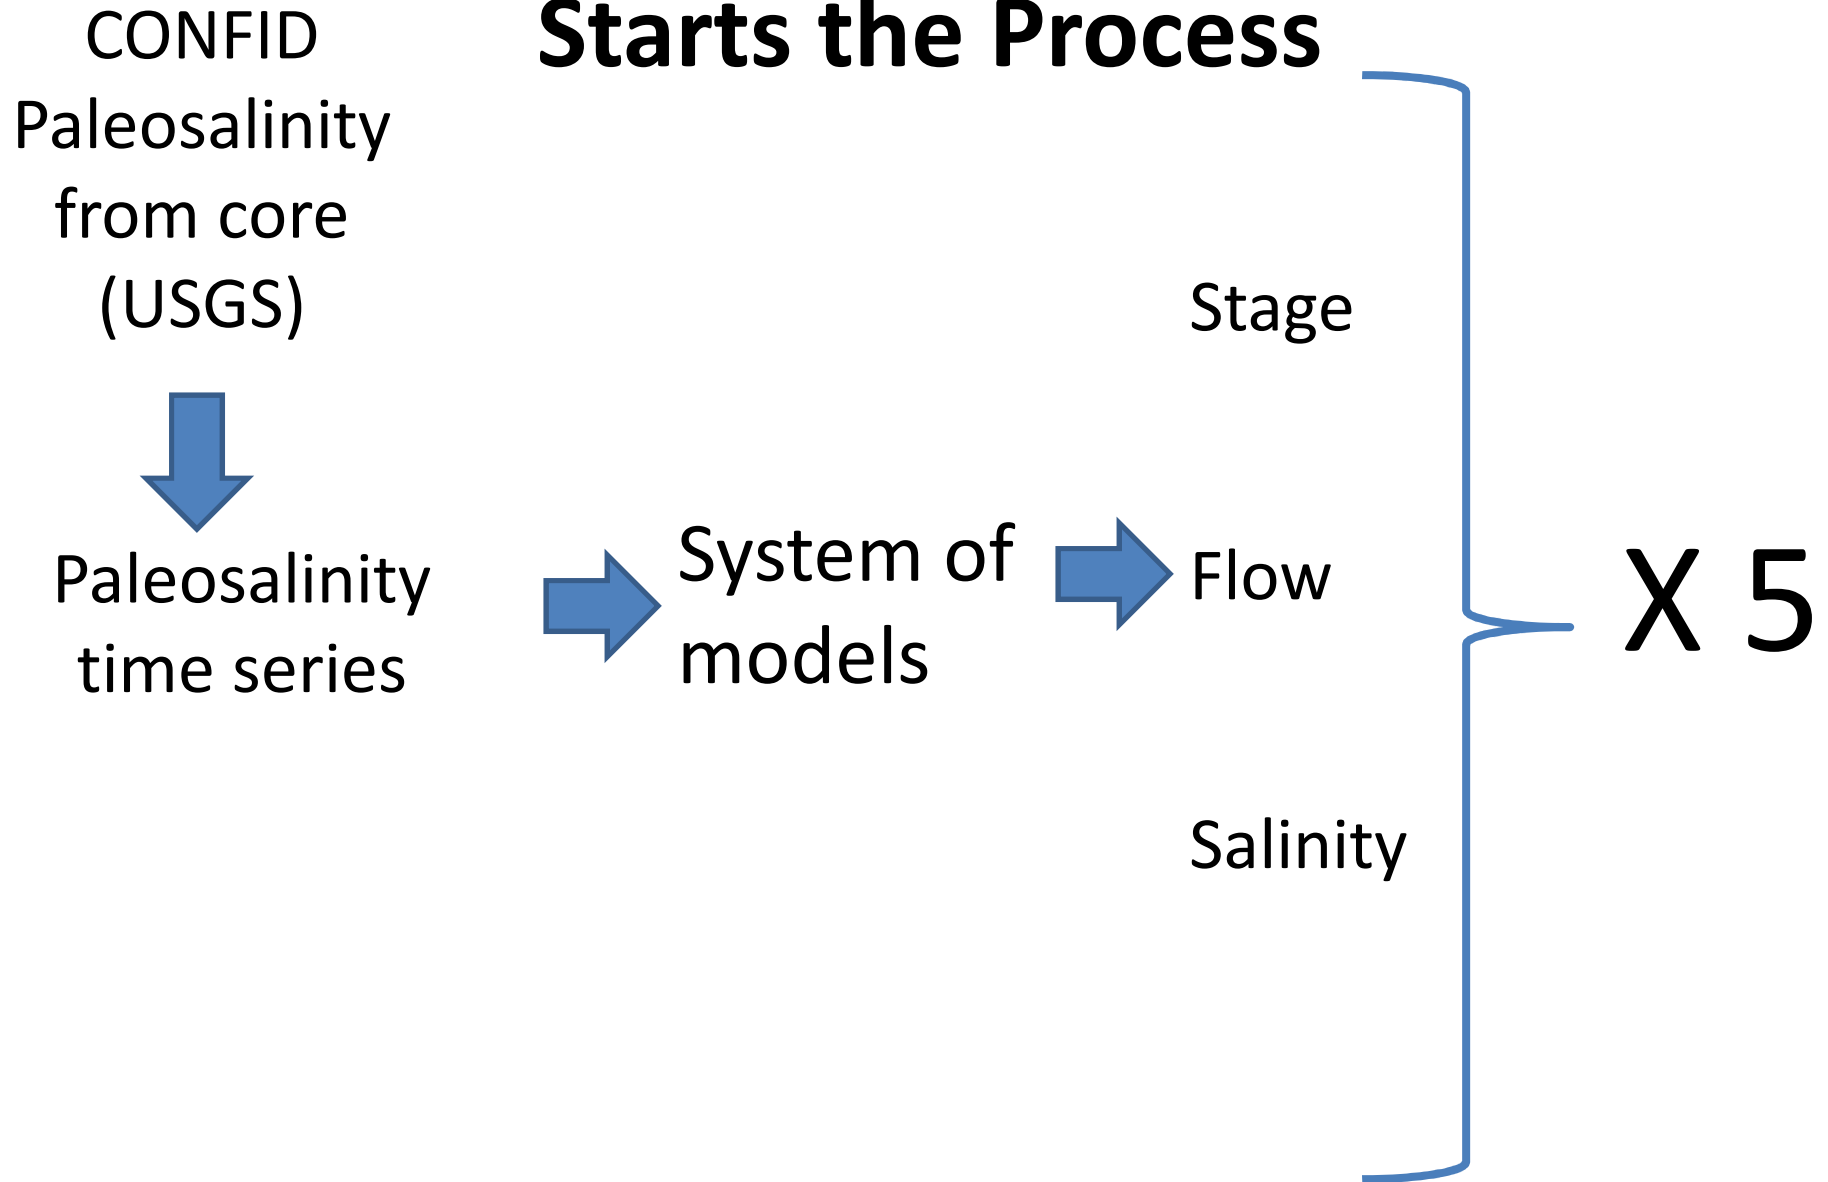 Starts the Process
CONFID
Paleosalinity
from core
(USGS)
Paleosalinity
time series
System of
models
Stage
Flow
Salinity
X 5